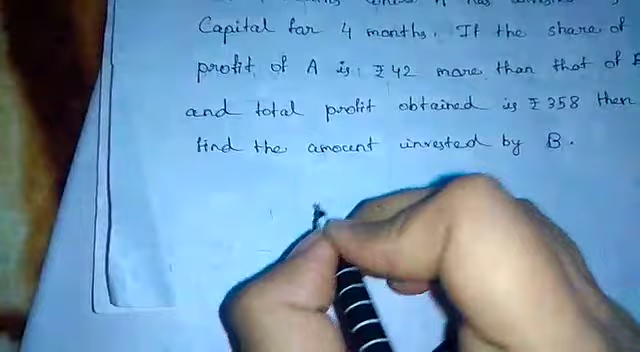 Capital for 4 months. If the share of
profit of A is ₹42 more than that of B
and total profit obtained is ₹358 then
find the amount invested by B.